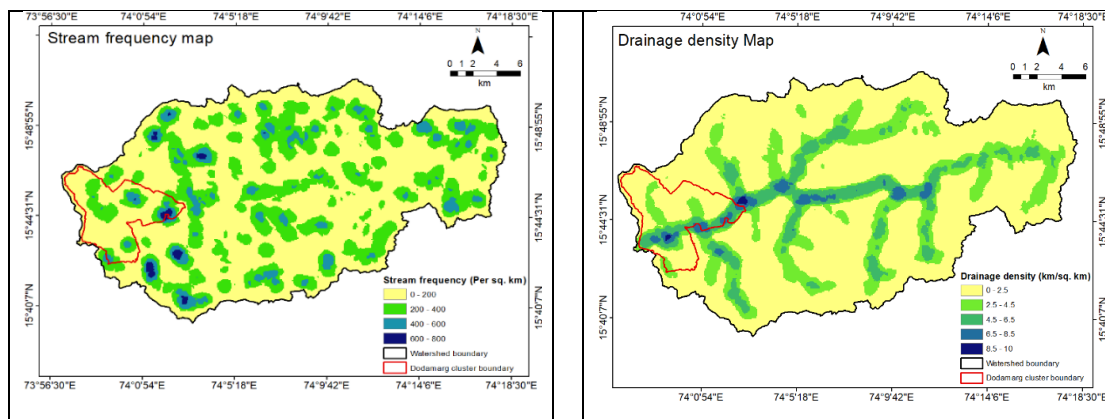 73°56'30"E 74°0'54"E 74°5'18"E 74°9'42"E 74°14'6"E 74°18'30"E
Stream frequency map
N
0 1 2 4 6
km
15°48'55"N
15°44'31"N
15°40'7"N
15°48'55"N
15°44'31"N
15°40'7"N
Stream frequency (Per sq. km)
0 - 200
200 - 400
400 - 600
600 - 800
Watershed boundary
Dodamarg cluster boundary
73°56'30"E 74°0'54"E 74°5'18"E 74°9'42"E 74°14'6"E 74°18'30"E
74°0'54"E 74°5'18"E 74°9'42"E 74°14'6"E 74°18'30"E
Drainage density Map
N
0 1 2 4 6
km
15°48'55"N
15°44'31"N
15°40'7"N
15°48'55"N
15°44'31"N
15°40'7"N
Drainage density (km/sq. km)
0 - 2.5
2.5 - 4.5
4.5 - 6.5
6.5 - 8.5
8.5 - 10
Watershed boundary
Dodamarg cluster boundary
74°0'54"E 74°5'18"E 74°9'42"E 74°14'6"E 74°18'30"E